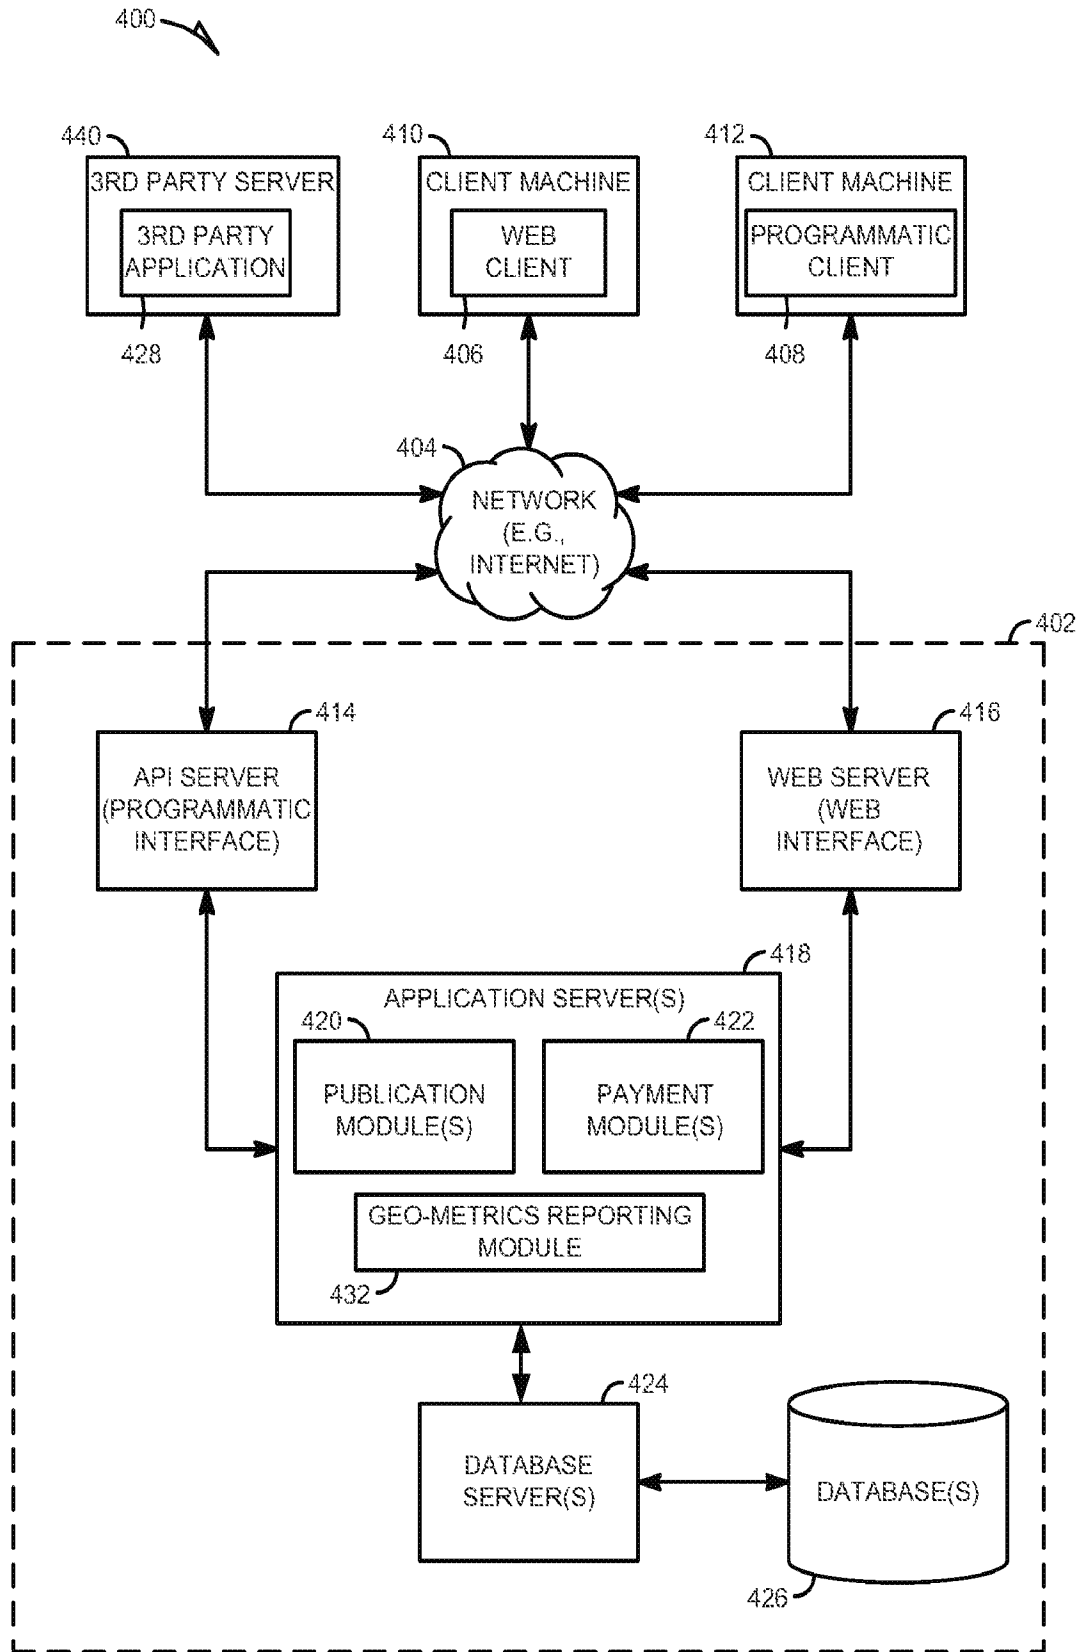 400
440
410
412
3RD PARTY SERVER
CLIENT MACHINE
CLIENT MACHINE
3RD PARTY
APPLICATION
WEB
CLIENT
PROGRAMMATIC
CLIENT
428
406
408
404
NETWORK
(E.G.,
INTERNET)
402
414
416
API SERVER
(PROGRAMMATIC
INTERFACE)
WEB SERVER
(WEB
INTERFACE)
418
APPLICATION SERVER(S)
420
422
PUBLICATION
MODULE(S)
PAYMENT
MODULE(S)
GEO-METRICS REPORTING
MODULE
432
424
DATABASE
SERVER(S)
DATABASE(S)
426